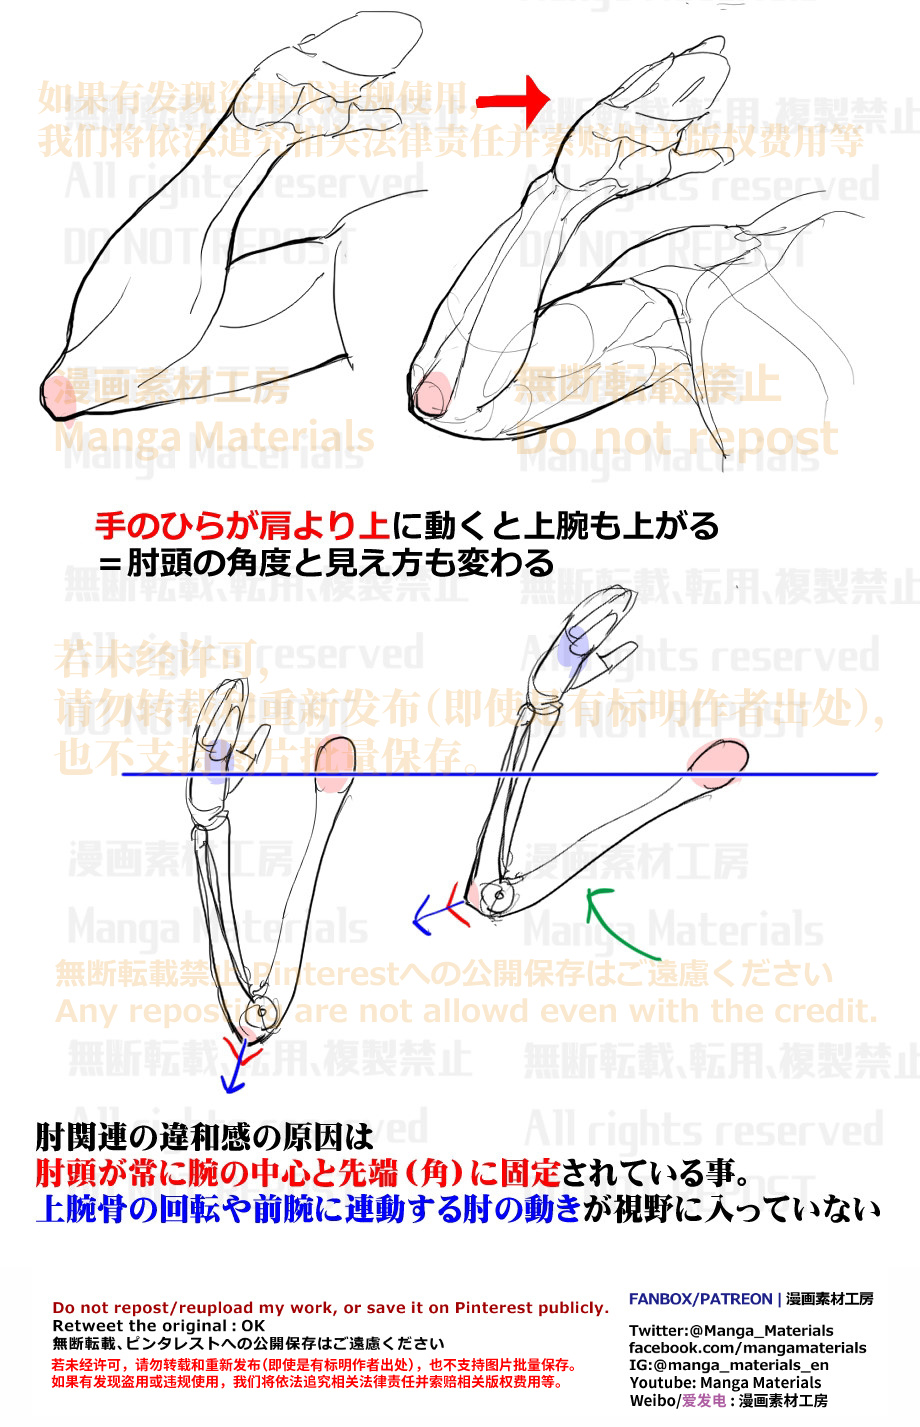 如果有发现盗用或违规使用，
無断転載、転用、複製禁止
我们将依法追究相关法律责任并索赔相关版权费用等
All rights reserved
All rights reserved
DO NOT REPOST
DO NOT REPOST
漫画素材工房
無断転載禁止
Manga Materials
Do not repost
Manga Materials
Manga Materials
手のひらが肩より上に動くと上腕も上がる
＝肘頭の角度と見え方も変わる
無断転載、転用、複製禁止
無断転載、転用、複製禁止
All rights reserved
All rights reserved
若未经许可，
请勿转载和重新发布（即使是有标明作者出处），
DO NOT REPOST
也不支持图片批量保存。
漫画素材工房
漫画素材工房
Manga Materials
Manga Materials
無断転載禁止Pinterestへの公開保存はご遠慮ください
Any reposting are not allowd even with the credit.
無断転載、転用、複製禁止
無断転載、転用、複製禁止
All rights reserved
All rights reserved
肘関連の違和感の原因は
肘頭が常に腕の中心と先端（角）に固定されている事。
上腕骨の回転や前腕に連動する肘の動きが視野に入っていない
Do not repost/reupload my work, or save it on Pinterest publicly.
Retweet the original：OK
無断転載、ピンタレストへの公開保存はご遠慮ください
若未经许可，请勿转载和重新发布（即使是有标明作者出处），也不支持图片批量保存。
如果有发现盗用或违规使用，我们将依法追究相关法律责任并索赔相关版权费用等。
FANBOX/PATREON | 漫画素材工房
Twitter:@Manga_Materials
facebook.com/mangamaterials
IG:@manga_materials_en
Youtube: Manga Materials
Weibo/爱发电 : 漫画素材工房